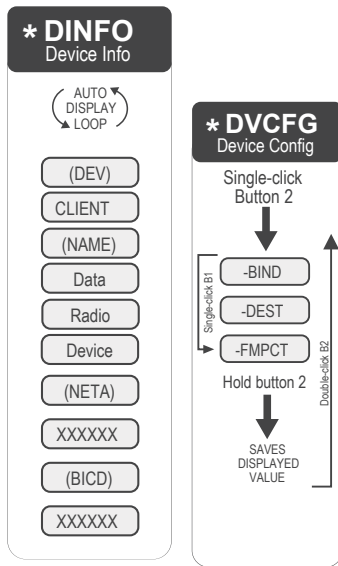 * DINFO
Device Info
AUTO
DISPLAY
LOOP
(DEV)
CLIENT
(NAME)
Data
Radio
Device
(NETA)
XXXXXX
(BICD)
XXXXXX
* DVCFG
Device Config
Single-click
Button 2
Single-click B1
-BIND
-DEST
-FMPCT
Double-click B2
Hold button 2
SAVES
DISPLAYED
VALUE